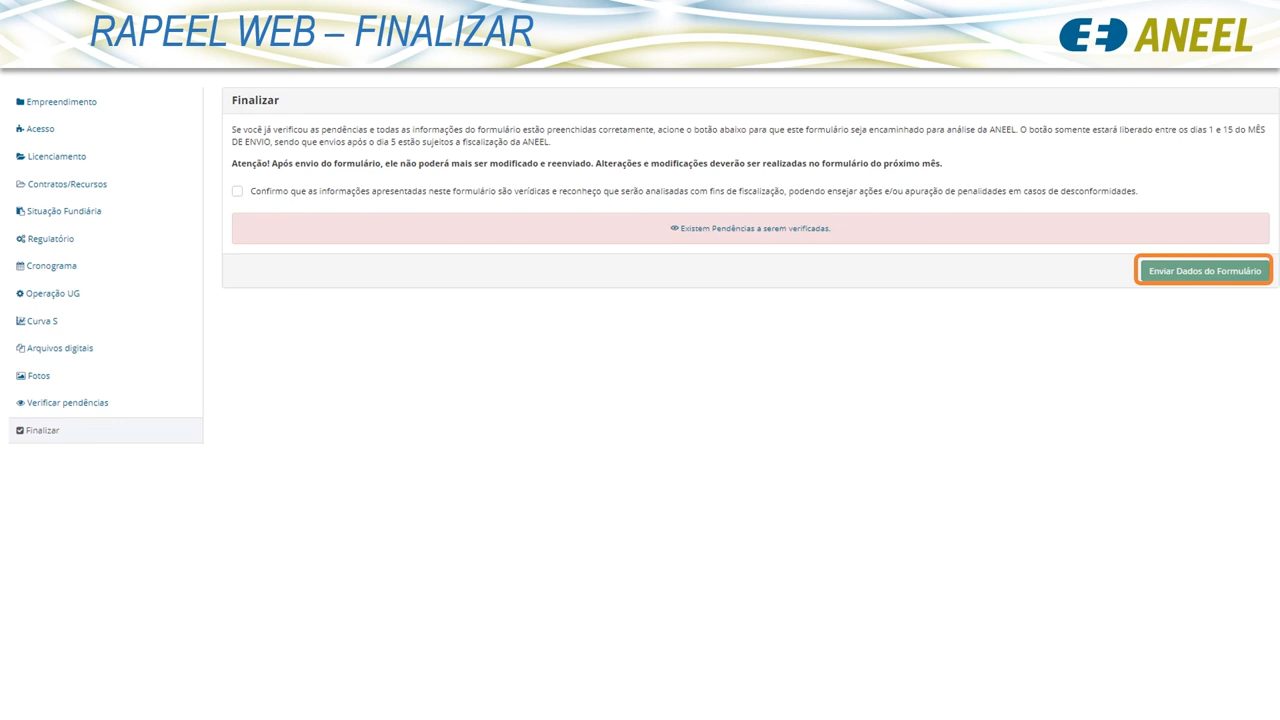 RAPEEL WEB – FINALIZAR
ANEEL
Empreendimento
Acesso
Licenciamento
Contratos/Recursos
Situação Fundiária
Regulatório
Cronograma
Operação UG
Curva S
Arquivos digitais
Fotos
Verificar pendências
Finalizar
Finalizar
Se você já verificou as pendências e todas as informações do formulário estão preenchidas corretamente, acione o botão abaixo para que este formulário seja encaminhado para análise da ANEEL. O botão somente estará liberado entre os dias 1 e 15 do MÊS
DE ENVIO, sendo que envios após o dia 5 estão sujeitos a fiscalização da ANEEL.
Atenção! Após envio do formulário, ele não poderá mais ser modificado e reenviado. Alterações e modificações deverão ser realizadas no formulário do próximo mês.
Confirmo que as informações apresentadas neste formulário são verídicas e reconheço que serão analisadas com fins de fiscalização, podendo ensejar ações e/ou apuração de penalidades em casos de desconformidades.
Existem Pendências a serem verificadas.
Enviar Dados do Formulário